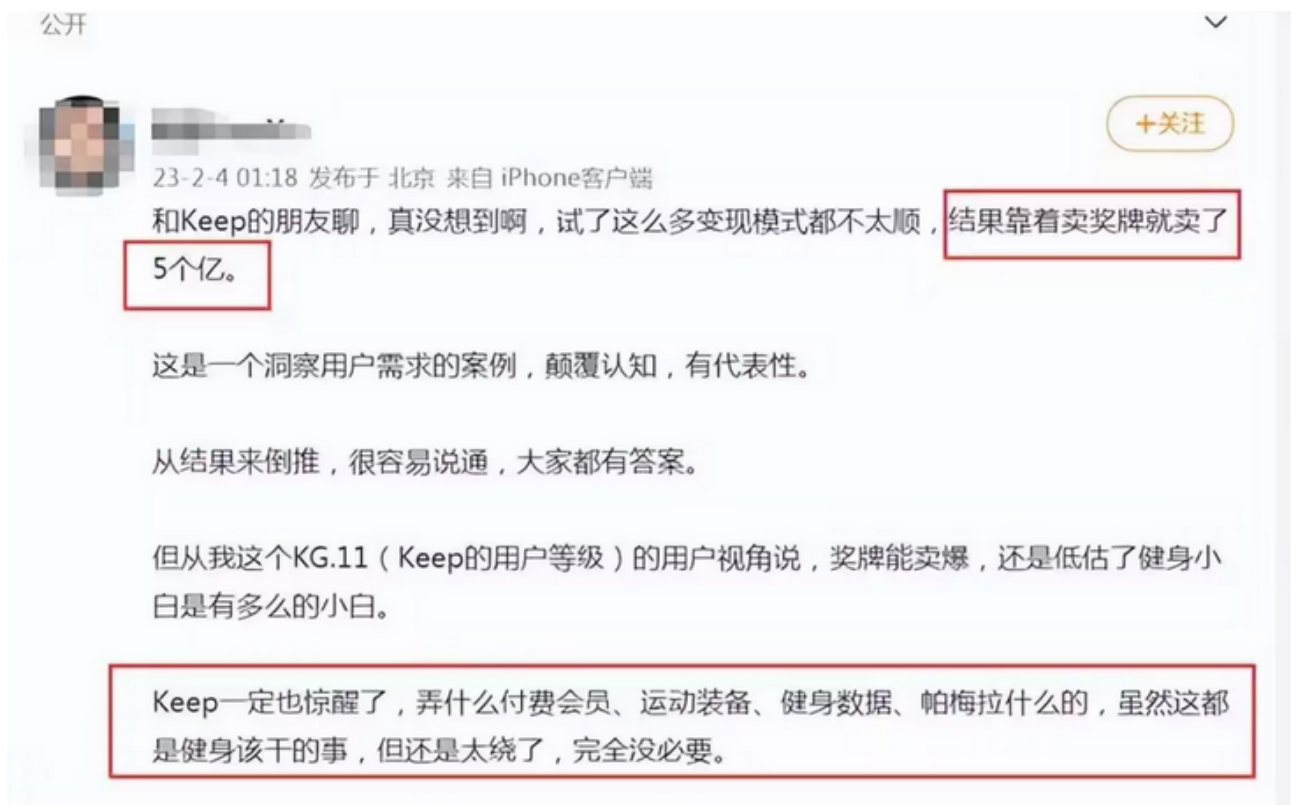 公开
+关注
23-2-4 01:18 发布于 北京 来自 iPhone客户端
和Keep的朋友聊，真没想到啊，试了这么多变现模式都不太顺，结果靠着卖奖牌就卖了
5个亿。
这是一个洞察用户需求的案例，颠覆认知，有代表性。
从结果来倒推，很容易说通，大家都有答案。
但从我这个KG.11（Keep的用户等级）的用户视角说，奖牌能卖爆，还是低估了健身小
白是有多么的小白。
Keep一定也惊醒了，弄什么付费会员、运动装备、健身数据、帕梅拉什么的，虽然这都
是健身该干的事，但还是太绕了，完全没必要。